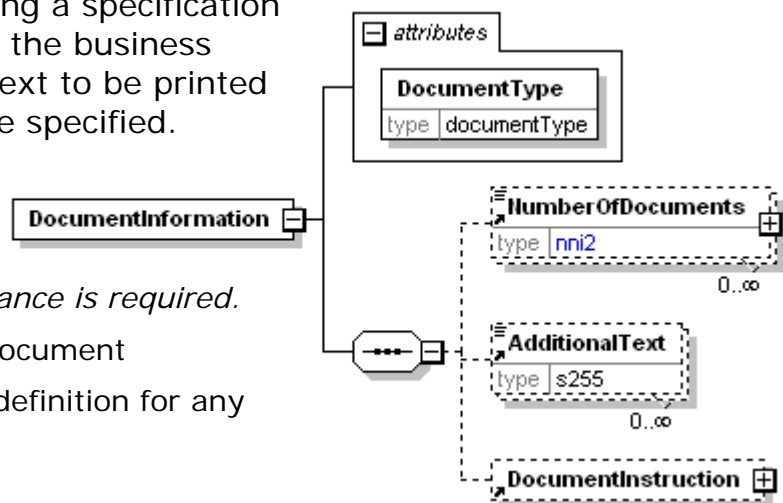 ng a specification
the business
ext to be printed
e specified.
attributes
DocumentType
type documentType
DocumentInformation
NumberOfDocuments
type nni2
0..∞
ance is required.
ocument
definition for any
AdditionalText
type s255
0..∞
DocumentInstruction